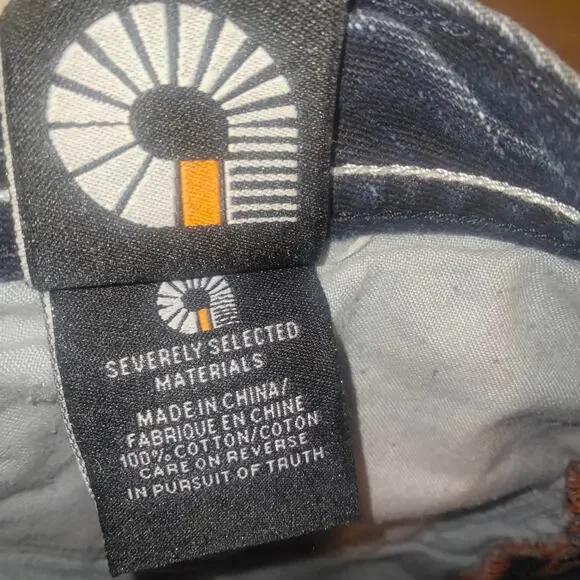 SEVERELY SELECTED
MATERIALS
MADE IN CHINA/
FABRIQUE EN CHINE
100% COTTON/COTON
CARE ON REVERSE
IN PURSUIT OF TRUTH